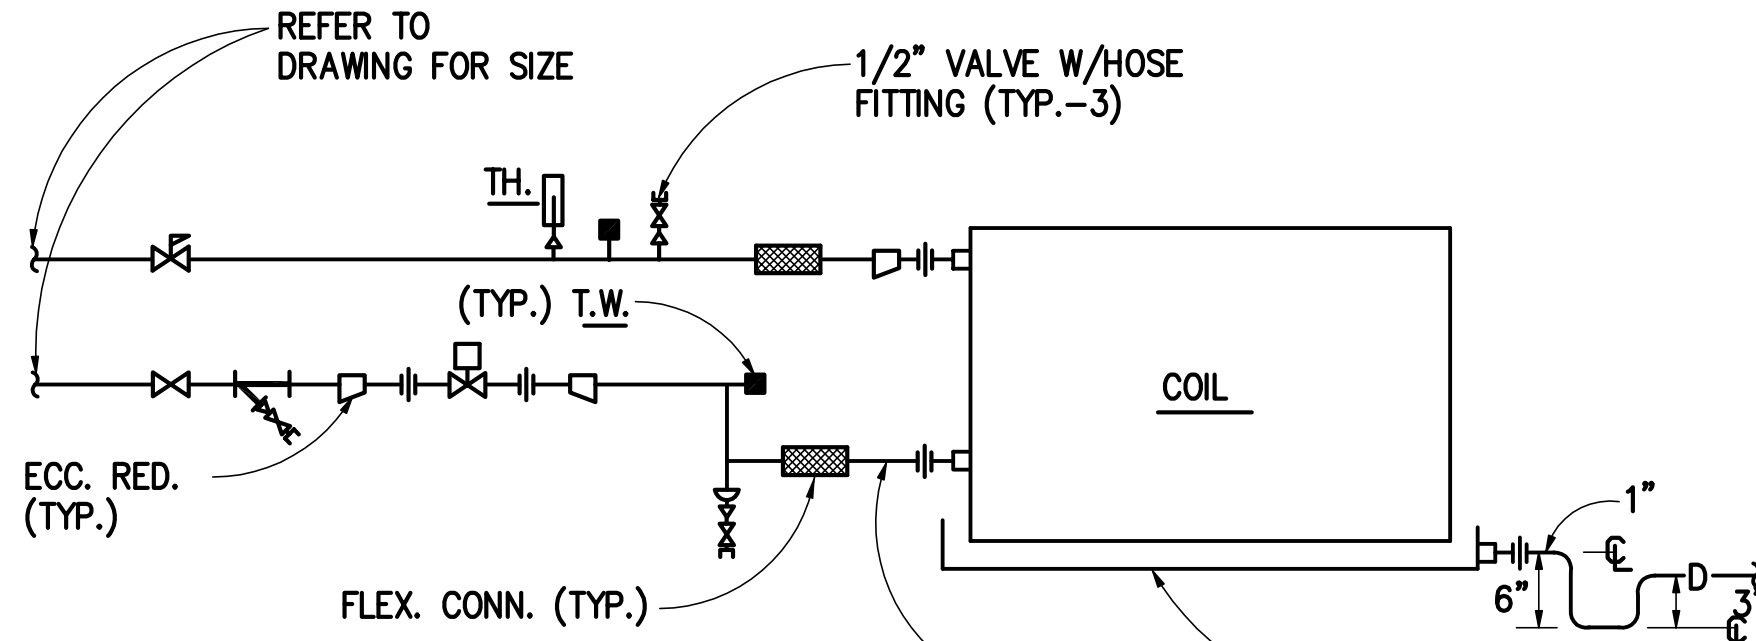 REFER TO
DRAWING FOR SIZE
1/2" VALVE W/HOSE
FITTING (TYP.-3)
TH.
(TYP.) T.W.
COIL
ECC. RED.
(TYP.)
1"
6"
D
3"
FLEX. CONN. (TYP.)